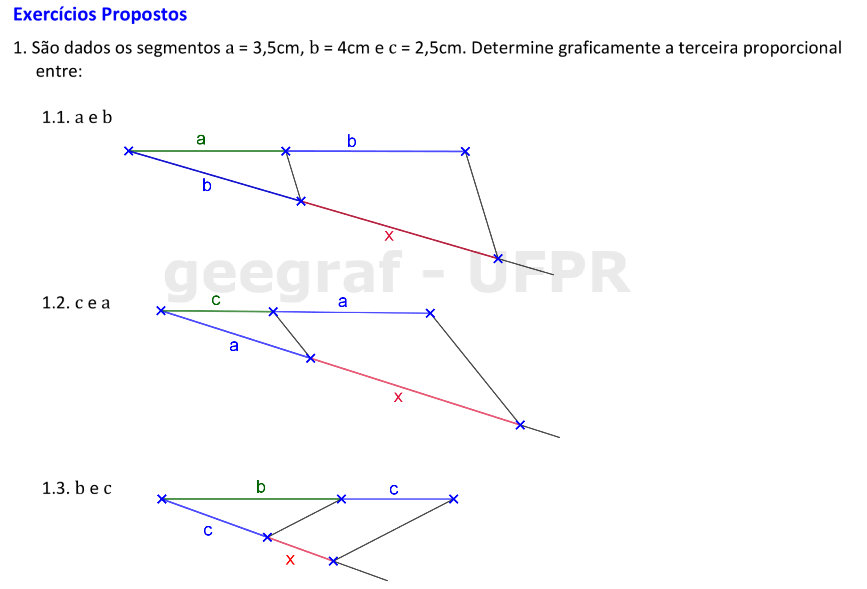 Exercícios Propostos
1. São dados os segmentos a = 3,5cm, b = 4cm e c = 2,5cm. Determine graficamente a terceira proporcional
entre:
1.1. a e b
a
b
b
x
geegraf - UFPR
1.2. c e a
c
a
a
x
1.3. b e c
b
c
c
x